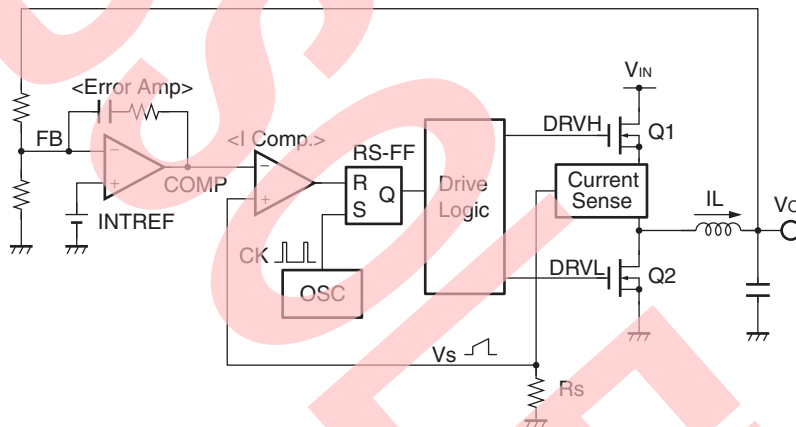 <Error Amp>
FB
−
+
COMP
INTREF
<I Comp.>
−
+
RS-FF
R
S
Q
CK
OSC
Drive
Logic
DRVH
DRVL
VIN
Q1
Current
Sense
IL
Q2
Vs
Rs